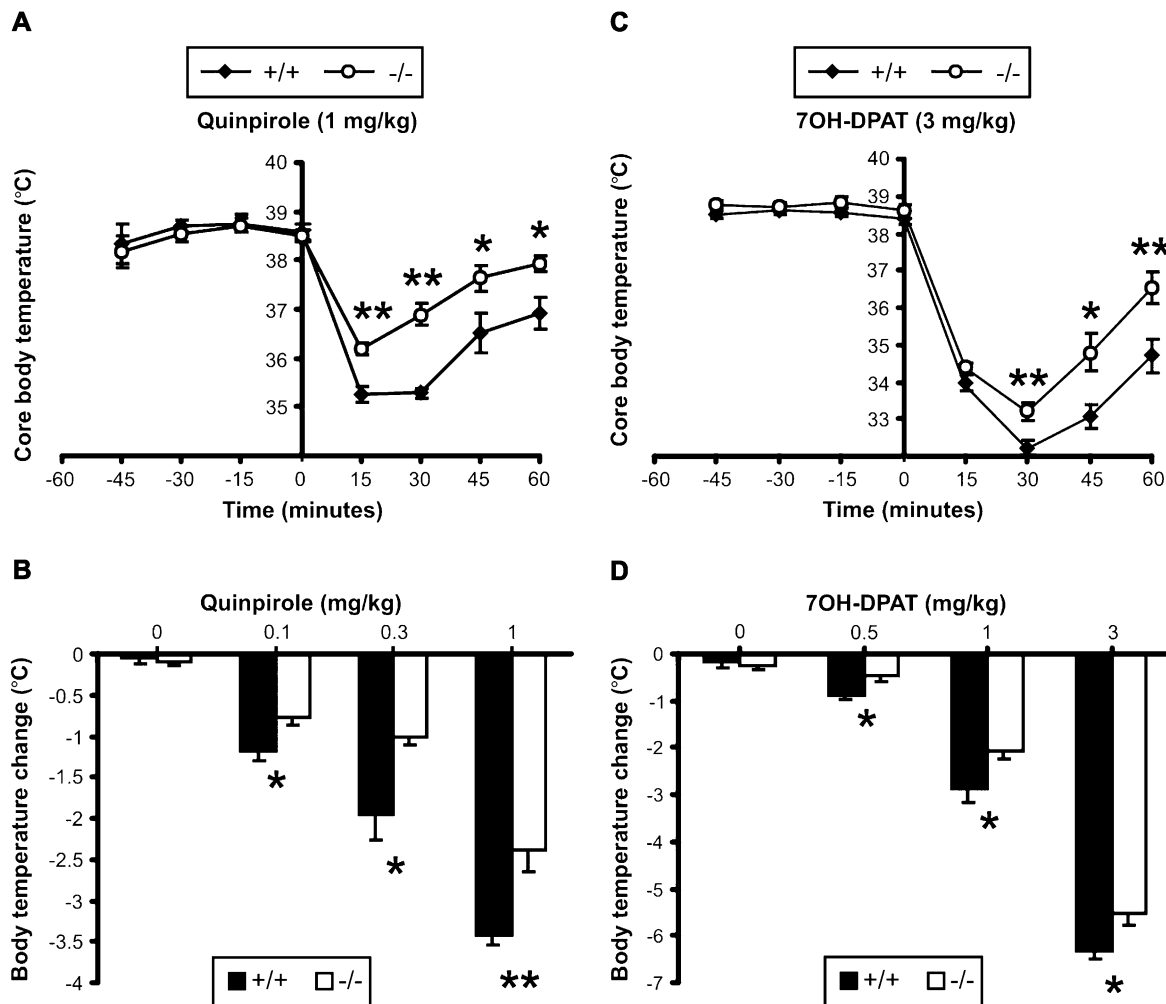 A
+/+ -/-
Quinpirole (1 mg/kg)
Core body temperature (°C)
40
39
38
37
36
35
-60 -45 -30 -15 0 15 30 45 60
** ** * *
Time (minutes)
C
+/+ -/-
7OH-DPAT (3 mg/kg)
Core body temperature (°C)
40
39
38
37
36
34
33
-60 -45 -30 -15 0 15 30 45 60
** * **
Time (minutes)
B
Quinpirole (mg/kg)
0 0.1 0.3 1
Body temperature change (°C)
0
-0.5
-1
-1.5
-2
-2.5
-3
-3.5
-4
* * **
+/+ -/-
D
7OH-DPAT (mg/kg)
0 0.5 1 3
Body temperature change (°C)
0
-1
-2
-3
-4
-5
-6
-7
* * *
+/+ -/-